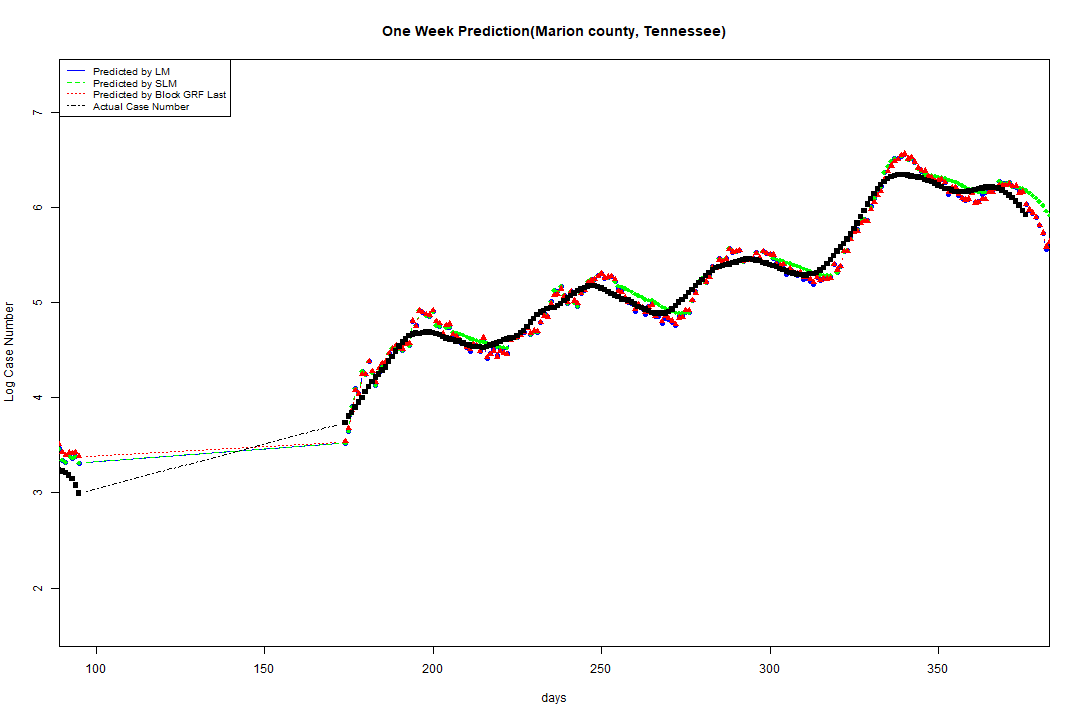 One Week Prediction(Marion county, Tennessee)
Predicted by LM
Predicted by SLM
Predicted by Block GRF Last
Actual Case Number
7
6
5
4
3
2
Log Case Number
100 150 200 250 300 350
days